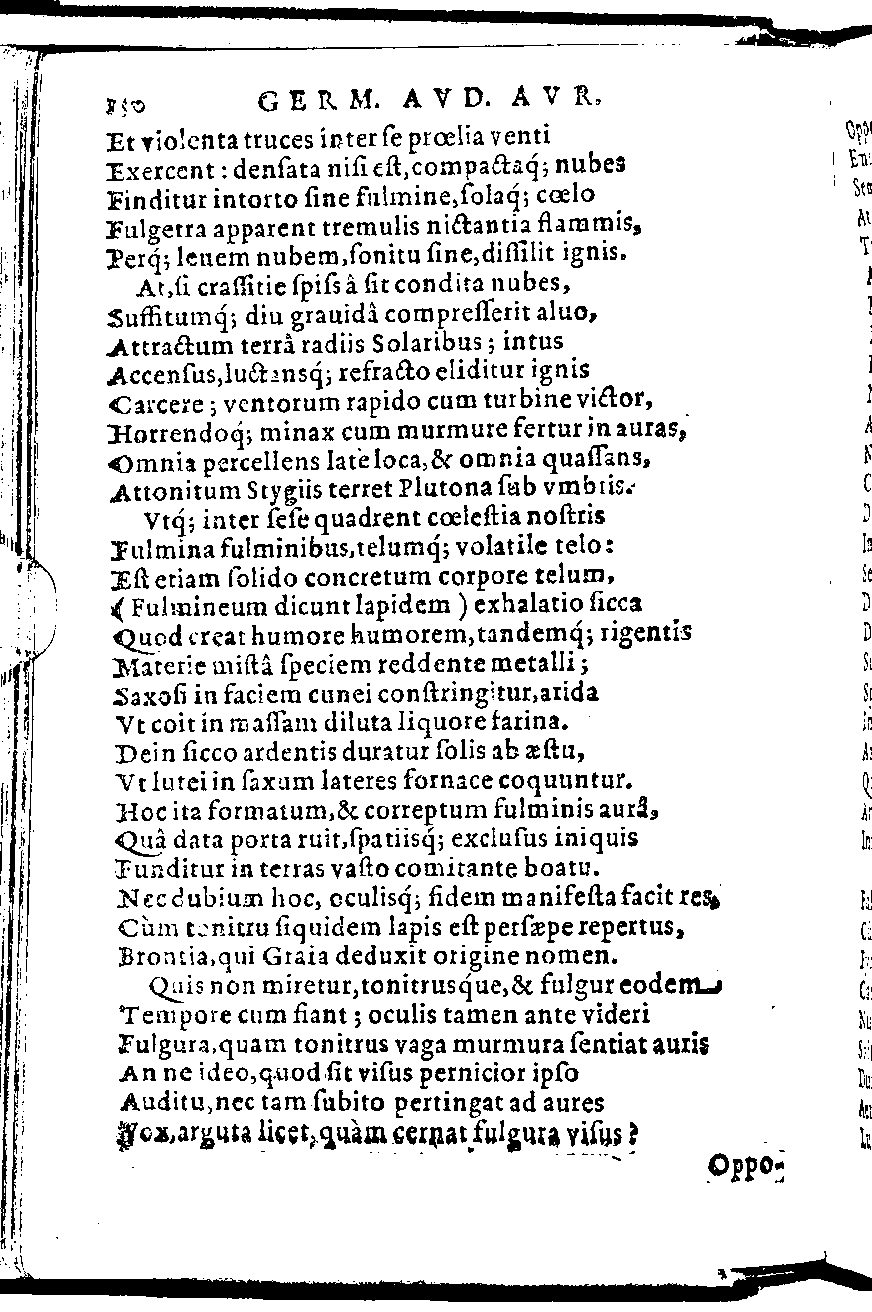 150 GERM. AVD. AVR.
Et violenta truces inter ſe prœlia venti
Exercent : denſata niſi eſt, compactaq́; nubes
Finditur intorto ſine fulmine, ſolaq́; cœlo
Fulgetra apparent tremulis nictantia flammis,
Perq́; leuem nubem, ſonitu ſine, diſſilit ignis.
At, ſi craſſitie ſpiſsâ ſit condita nubes,
Suffitumq́; diu grauidâ compreſſerit aluo,
Attractum terrâ radiis Solaribus ; intus
Accenſus, luctansq́; refracto eliditur ignis
Carcere ; ventorum rapido cum turbine victor,
Horrendoq́; minax cum murmure fertur in auras,
Omnia percellens latè loca, & omnia quaſſans,
Attonitum Stygiis terret Plutona ſub vmbris.
Vtq́; inter ſeſe quadrent cœleſtia noſtris
Fulmina fulminibus, telumq́; volatile telo:
Eſt etiam ſolido concretum corpore telum,
( Fulmineum dicunt lapidem ) exhalatio ſicca
Quod creat humore humorem, tandemq́; rigentis
Materie miſtâ ſpeciem reddente metalli ;
Saxoſi in faciem cunei conſtringitur, arida
Vt coit in maſſam diluta liquore farina.
Dein ſicco ardentis duratur ſolis ab æſtu,
Vt lutei in ſaxum lateres fornace coquuntur.
Hoc ita formatum, & correptum fulminis aurâ,
Quâ data porta ruit, ſpatiisq́; excluſus iniquis
Funditur in terras vaſto comitante boatu.
Nec dubium hoc, oculisq́; fidem manifeſta facit res,
Cùm tonitru ſiquidem lapis eſt perſæpe repertus,
Brontia, qui Graia deduxit origine nomen.
Quis non miretur, tonitrusq́ue, & fulgur eodem
Tempore cum fiant ; oculis tamen ante videri
Fulgura, quam tonitrus vaga murmura ſentiat auris
An ne ideo, quod ſit viſus pernicior ipſo
Auditu, nec tam ſubito pertingat ad aures
Vox, arguta licet, quàm cernat fulgura viſus ?
Oppo-